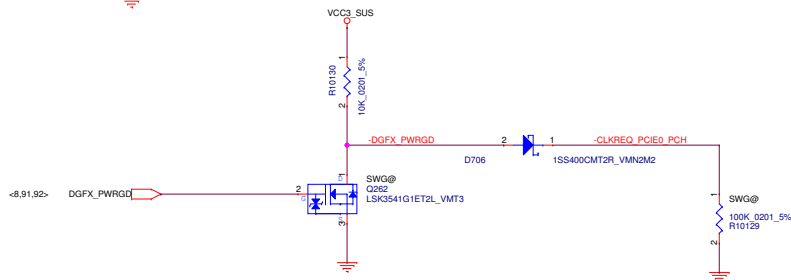 VCC3_SUS
1
R10130
10K_0201_5%
2
-DGFX_PWRGD
2
1
-CLKREQ_PCIE0_PCH
D706
1SS400CMT2R_VMN2M2
1
SWG@
Q262
LSK3541G1ET2L_VMT3
<8,91,92>
DGFX_PWRGD
2
3
1
SWG@
100K_0201_5%
R10129
2